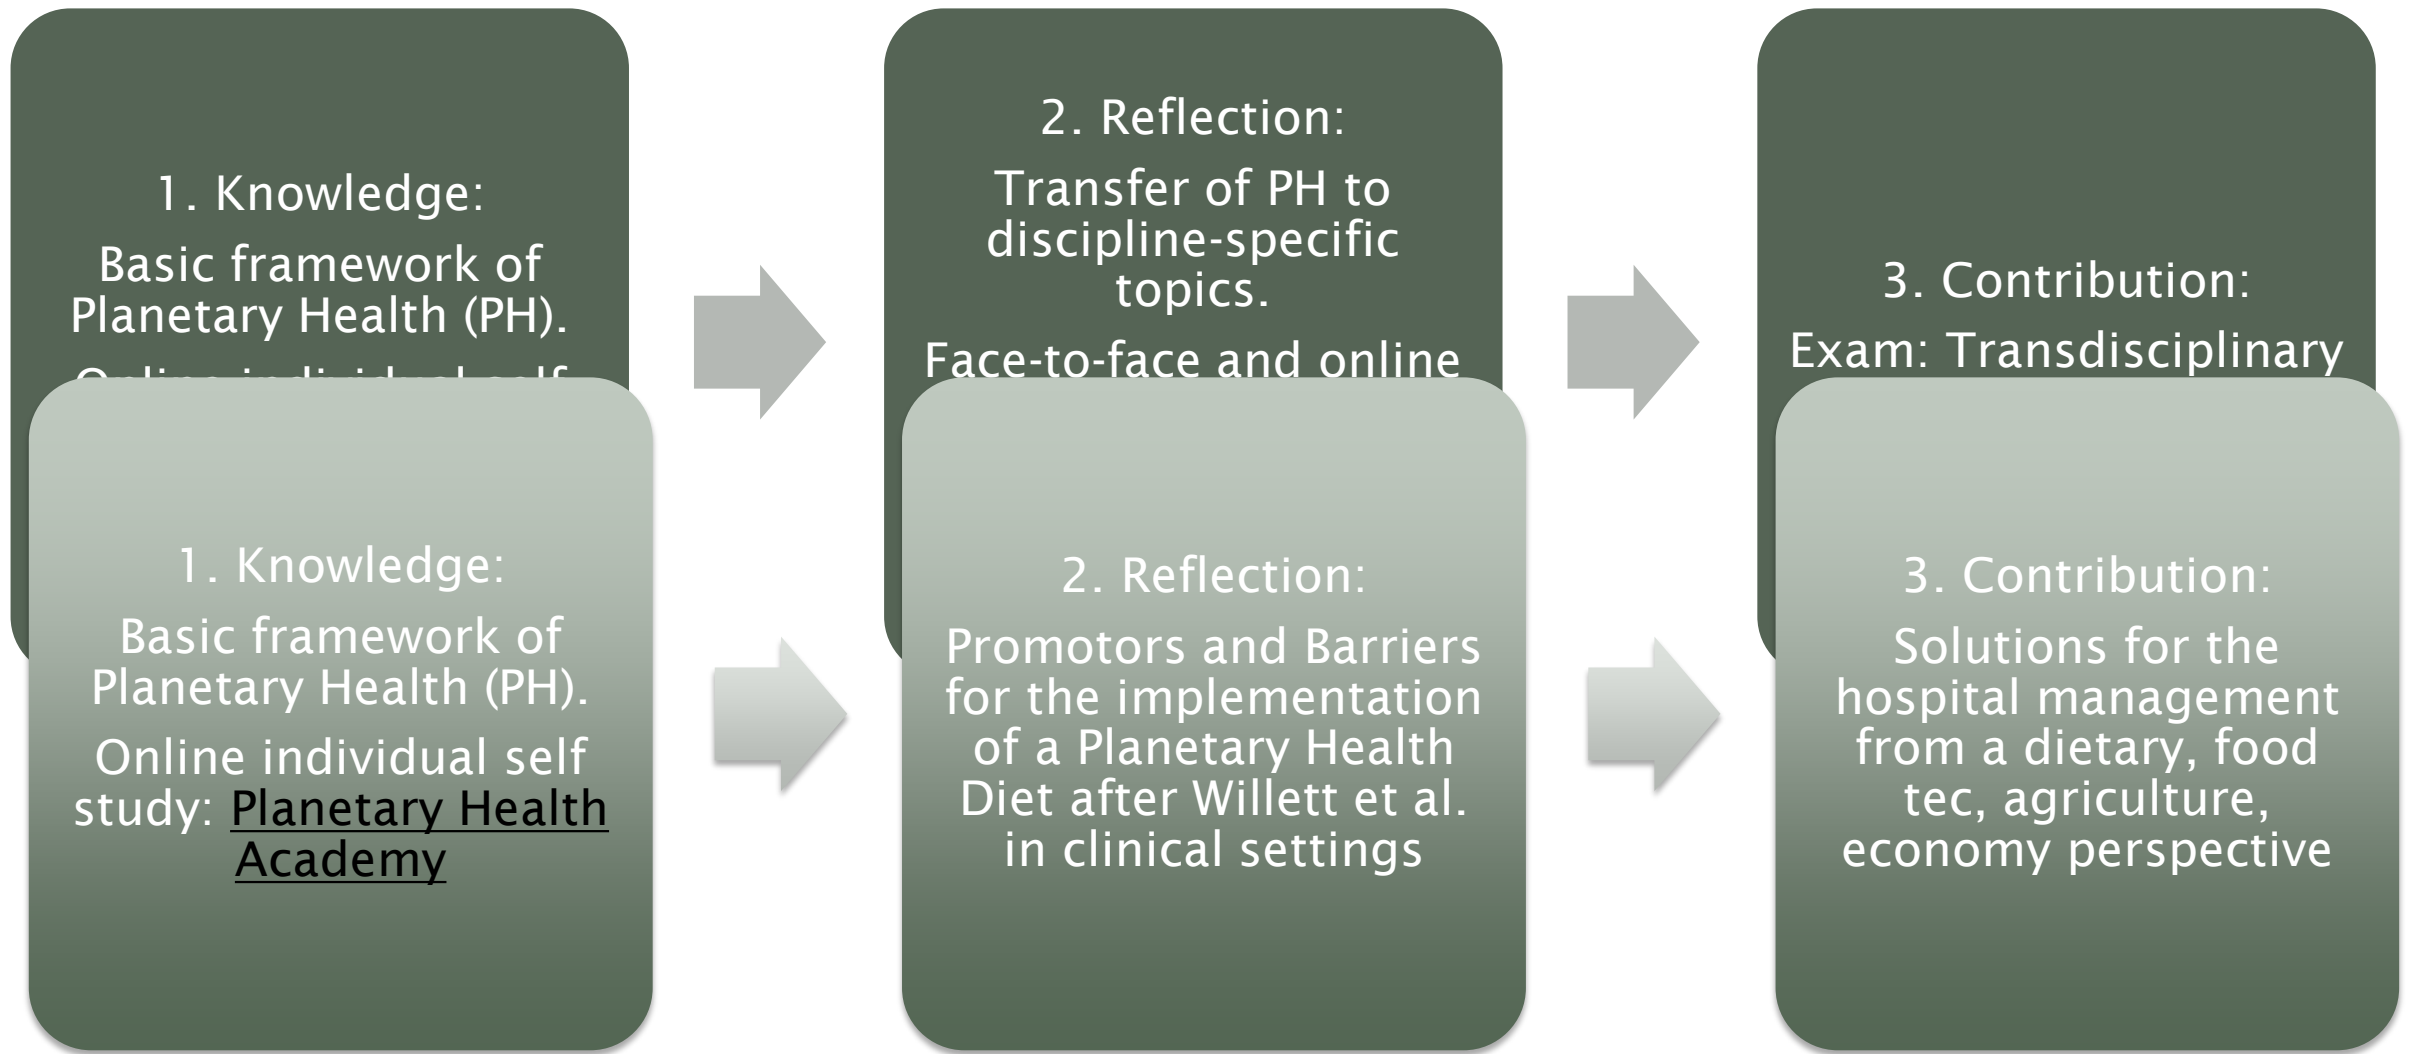 1. Knowledge:
Basic framework of
Planetary Health (PH).
Online individual self
2. Reflection:
Transfer of PH to
discipline-specific
topics.
Face-to-face and online
3. Contribution:
Exam: Transdisciplinary
1. Knowledge:
Basic framework of
Planetary Health (PH).
Online individual self
study: Planetary Health
Academy
2. Reflection:
Promotors and Barriers
for the implementation
of a Planetary Health
Diet after Willett et al.
in clinical settings
3. Contribution:
Solutions for the
hospital management
from a dietary, food
tec, agriculture,
economy perspective